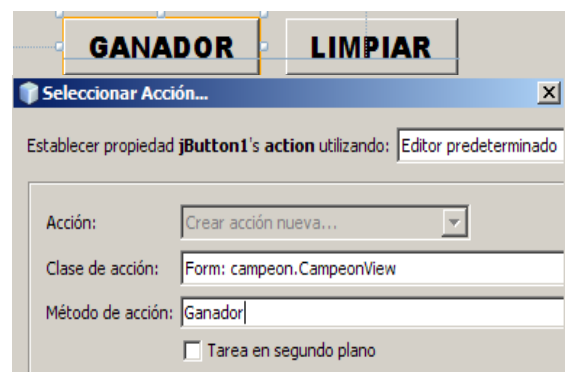 GANADOR LIMPIAR
Seleccionar Acción...
Establecer propiedad jButton1's action utilizando: Editor predeterminado
Acción: Crear acción nueva...
Clase de acción: Form: campeon.CampeonView
Método de acción: Ganador
Tarea en segundo plano